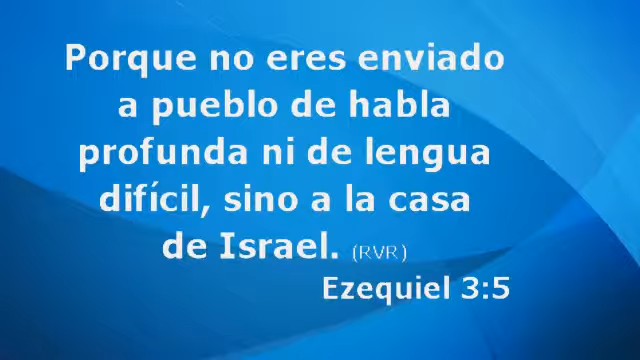 Porque no eres enviado
a pueblo de habla
profunda ni de lengua
difícil, sino a la casa
de Israel. (RVR)
Ezequiel 3:5